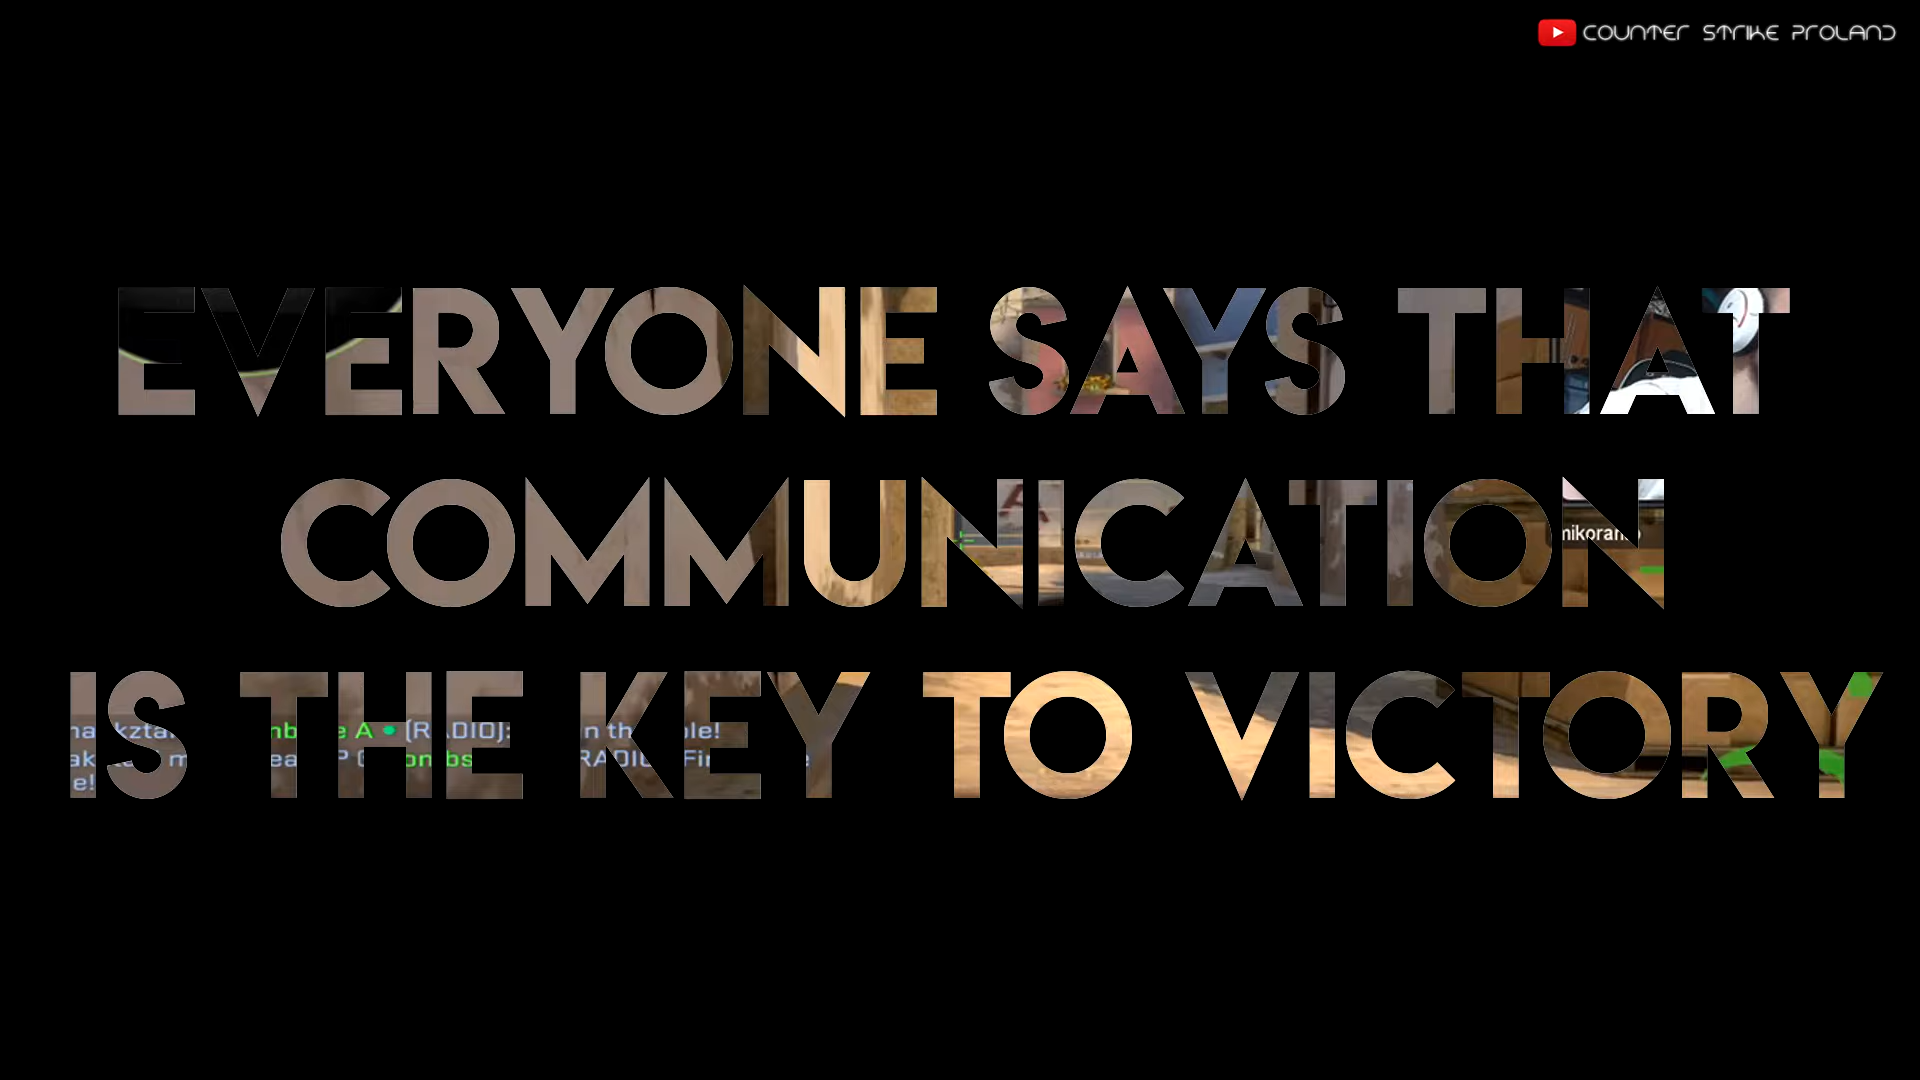 COUNTER STRIKE PROLAND
EVERYONE SAYS THAT
COMMUNICATION
IS THE KEY TO VICTORY